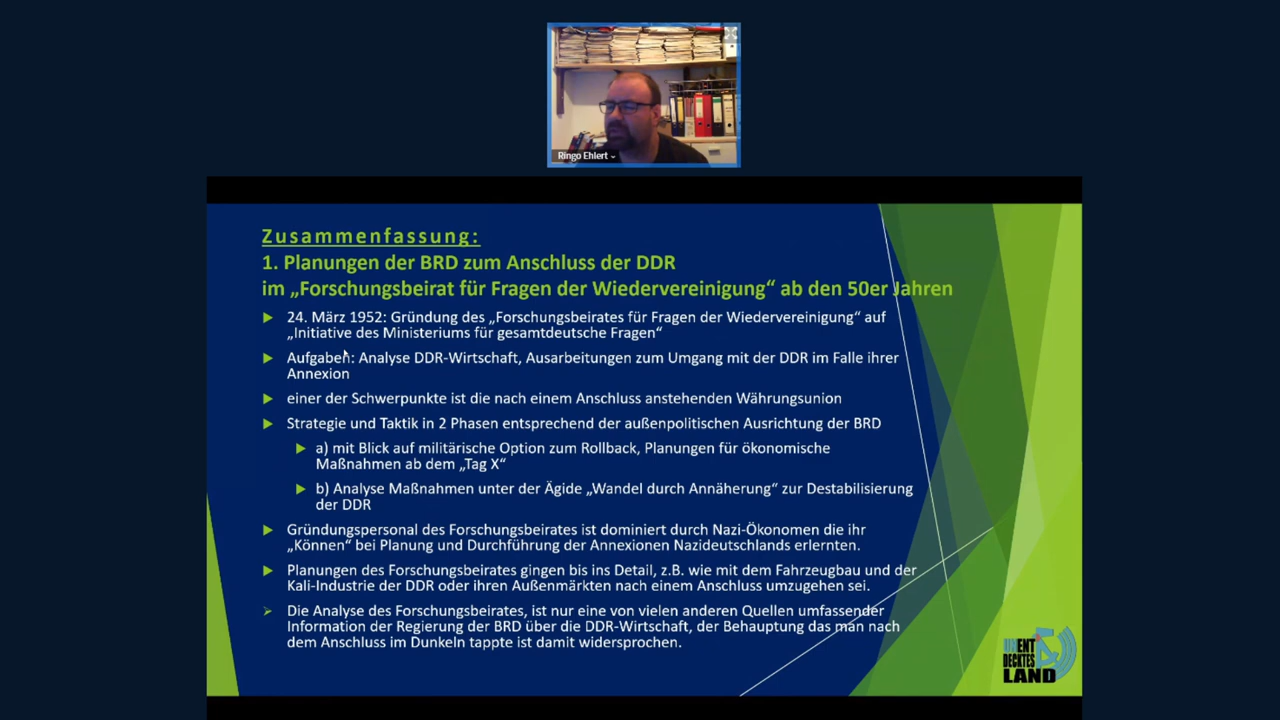 Ringo Ehlert
Zusammenfassung:
1. Planungen der BRD zum Anschluss der DDR
im „Forschungsbeirat für Fragen der Wiedervereinigung“ ab den 50er Jahren
24. März 1952: Gründung des „Forschungsbeirates für Fragen der Wiedervereinigung“ auf
„Initiative des Ministeriums für gesamtdeutsche Fragen“
Aufgaben: Analyse DDR-Wirtschaft, Ausarbeitungen zum Umgang mit der DDR im Falle ihrer
Annexion
einer der Schwerpunkte ist die nach einem Anschluss anstehenden Währungsunion
Strategie und Taktik in 2 Phasen entsprechend der außenpolitischen Ausrichtung der BRD
a) mit Blick auf militärische Option zum Rollback, Planungen für ökonomische
Maßnahmen ab dem „Tag X“
b) Analyse Maßnahmen unter der Ägide „Wandel durch Annäherung“ zur Destabilisierung
der DDR
Gründungspersonal des Forschungsbeirates ist dominiert durch Nazi-Ökonomen die ihr
„Können“ bei Planung und Durchführung der Annexionen Nazideutschlands erlernten.
Planungen des Forschungsbeirates gingen bis ins Detail, z.B. wie mit dem Fahrzeugbau und der
Kali-Industrie der DDR oder ihren Außenmärkten nach einem Anschluss umzugehen sei.
Die Analyse des Forschungsbeirates, ist nur eine von vielen anderen Quellen umfassender
Information der Regierung der BRD über die DDR-Wirtschaft, der Behauptung das man nach
dem Anschluss im Dunkeln tappte ist damit widersprochen.
UNENT
DECKTES
LAND